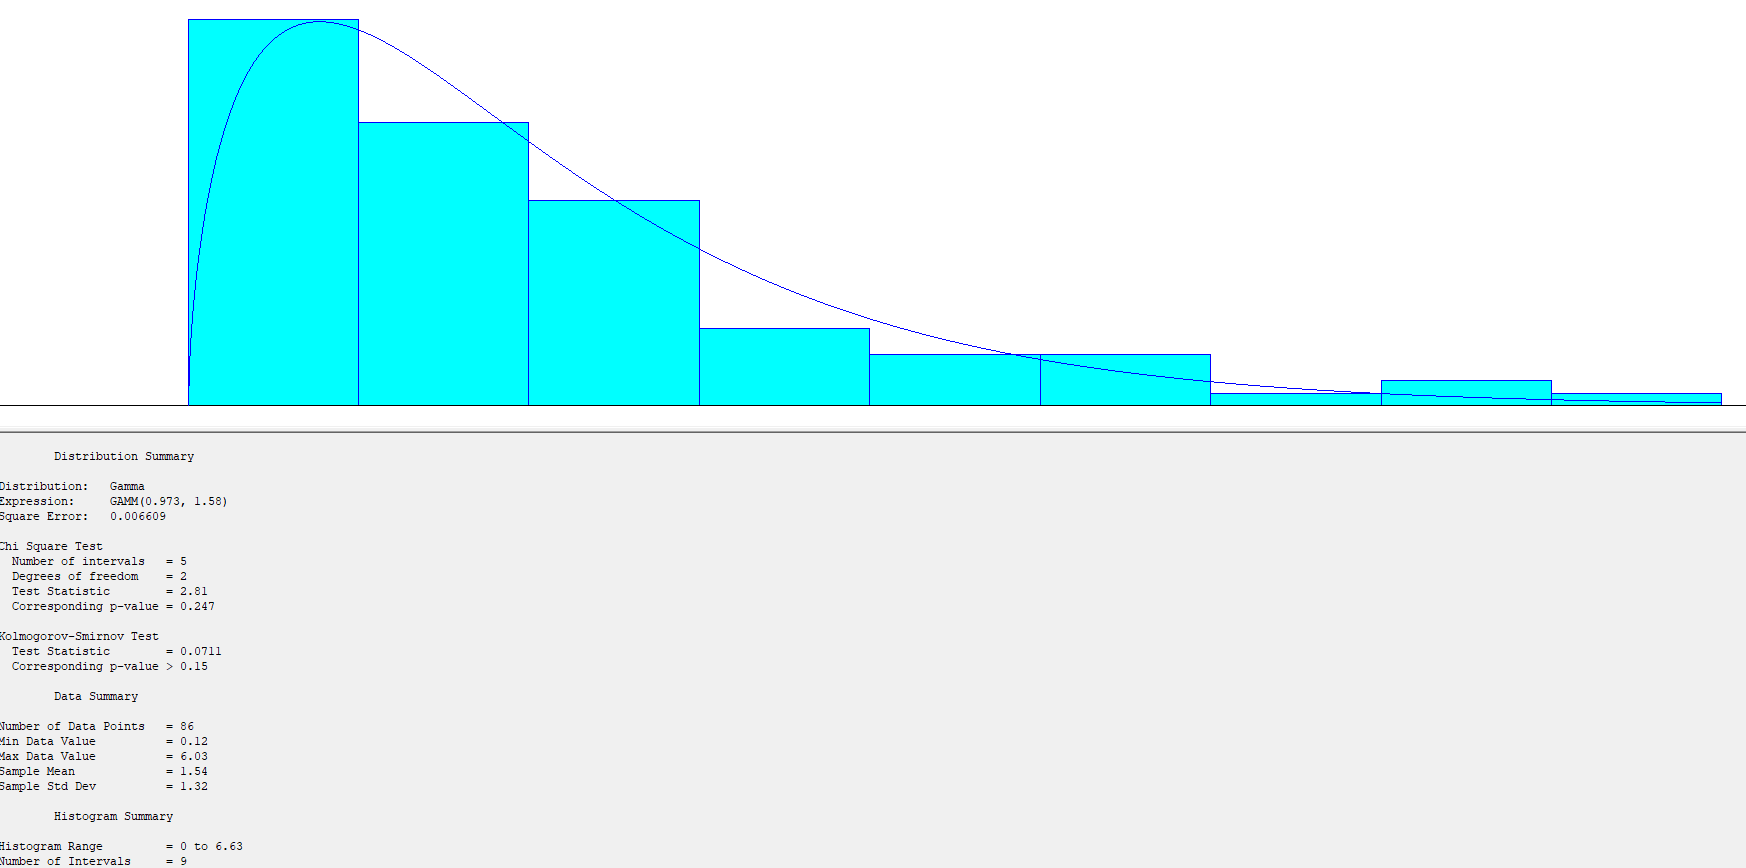 Distribution Summary
Distribution: Gamma
Expression: GAMM(0.973, 1.58)
Square Error: 0.006609
Chi Square Test
Number of intervals = 5
Degrees of freedom = 2
Test Statistic = 2.81
Corresponding p-value = 0.247
Kolmogorov-Smirnov Test
Test Statistic = 0.0711
Corresponding p-value > 0.15
Data Summary
Number of Data Points = 86
Min Data Value = 0.12
Max Data Value = 6.03
Sample Mean = 1.54
Sample Std Dev = 1.32
Histogram Summary
Histogram Range = 0 to 6.63
Number of Intervals = 9